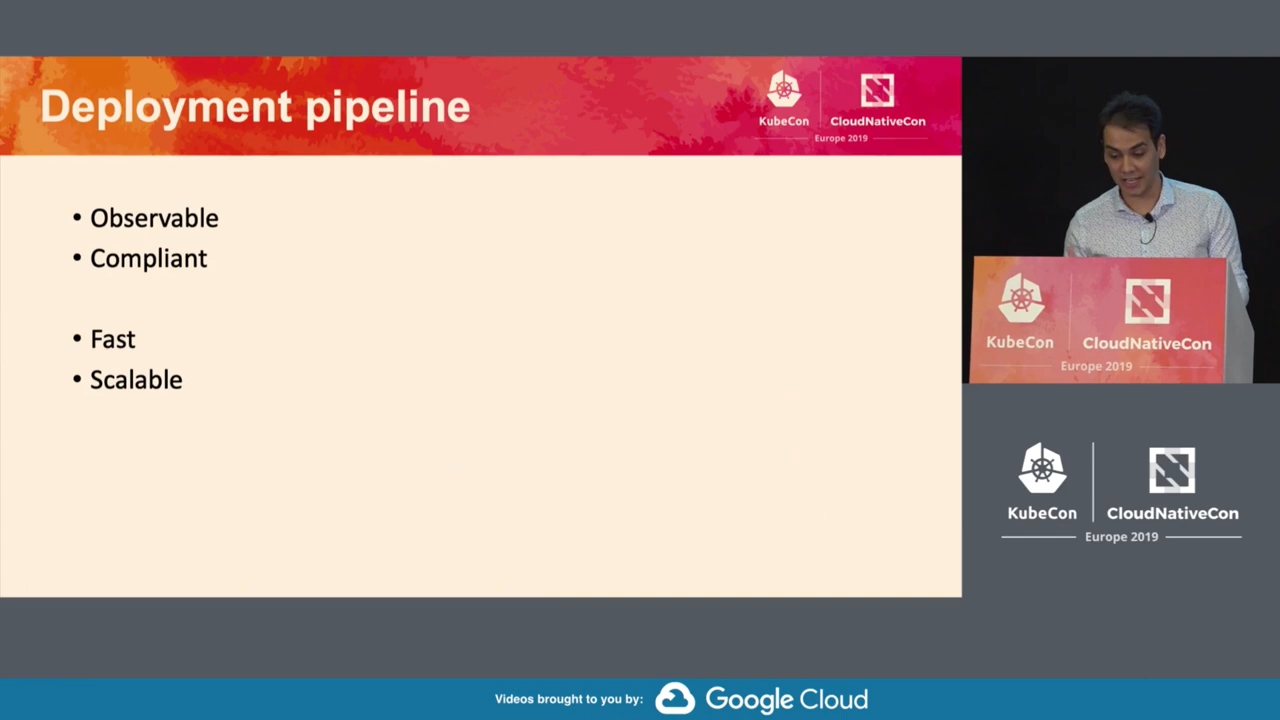 Deployment pipeline
KubeCon
CloudNativeCon
Europe 2019
• Observable
• Compliant
• Fast
• Scalable
KubeCon
CloudNativeCon
Europe 2019
KubeCon
CloudNativeCon
Europe 2019
Videos brought to you by:
Google Cloud